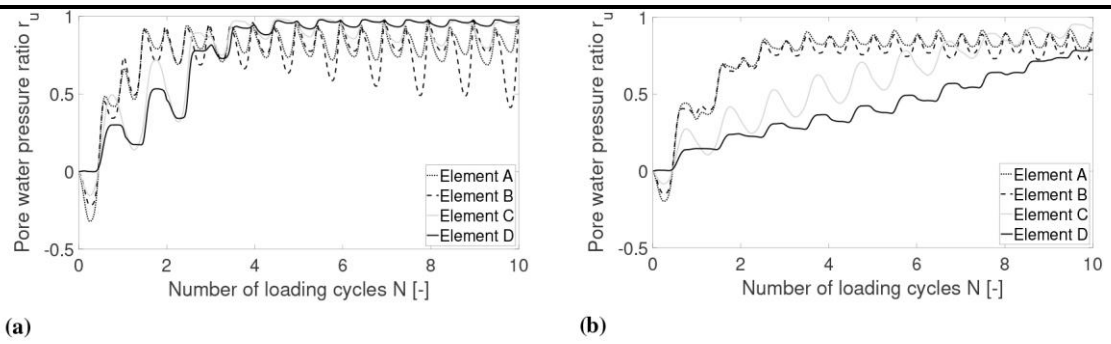 Pore water pressure ratio r_u
1
0.5
0
-0.5
0
2
4
6
8
10
Number of loading cycles N [-]
Element A
Element B
Element C
Element D
(a)
Pore water pressure ratio r_u
1
0.5
0
-0.5
0
2
4
6
8
10
Number of loading cycles N [-]
Element A
Element B
Element C
Element D
(b)